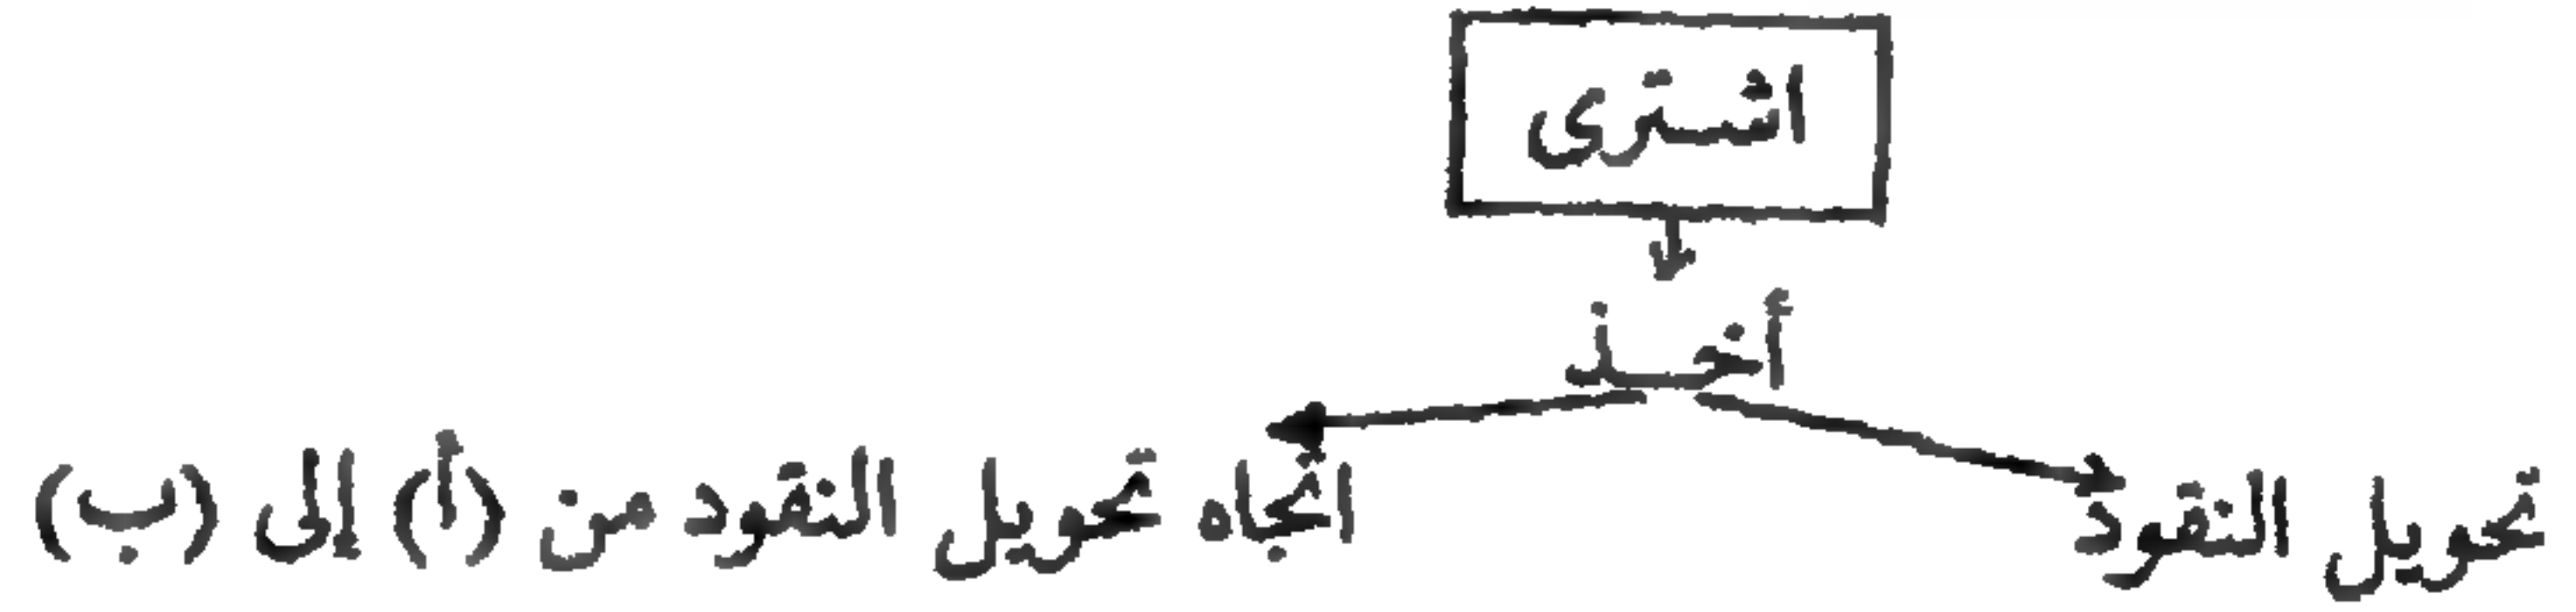 اشترى
أخذ
تحويل النقود
اتجاه تحويل النقود من (أ) إلى (ب)